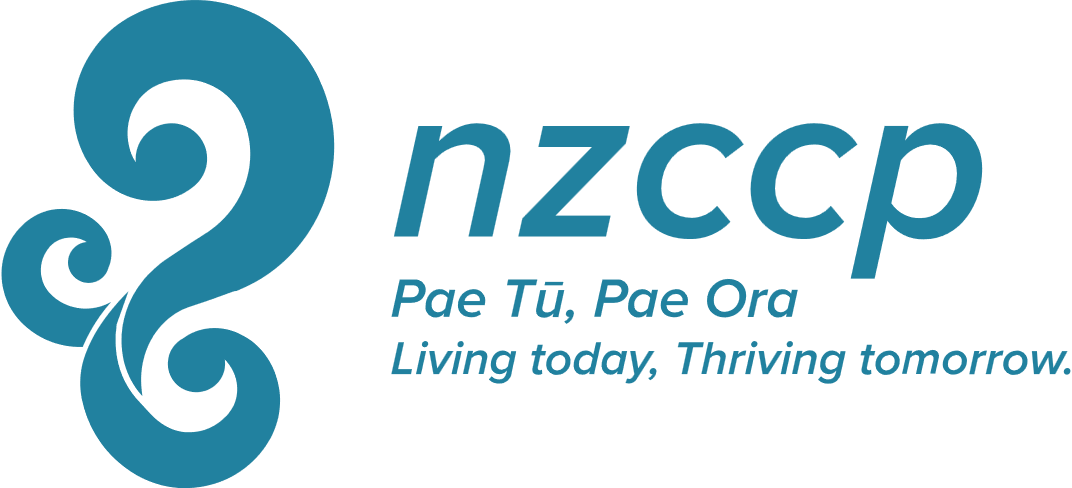 nzccp
Pae Tū, Pae Ora
Living today, Thriving tomorrow.